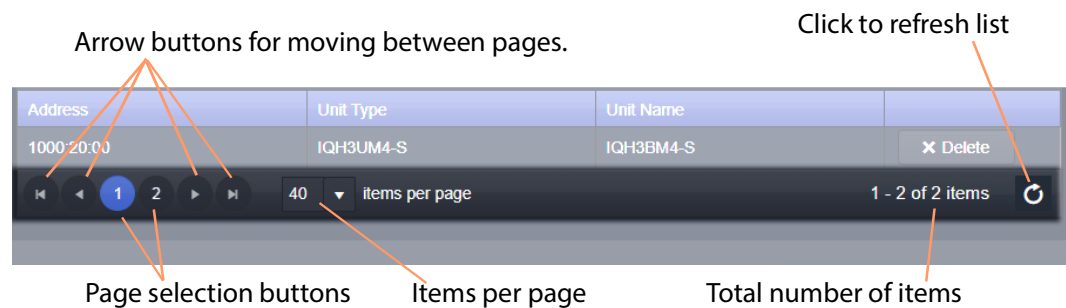 Click to refresh list
Arrow buttons for moving between pages.
Address Unit Type Unit Name
1000:20:00 IQH3UM4-S IQH3BM4-S × Delete
1 2 40 items per page 1 - 2 of 2 items
Page selection buttons Items per page Total number of items